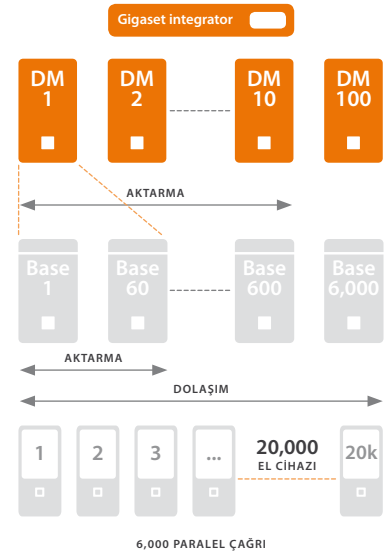 Gigaset integrator
DM 1
DM 2
DM 10
DM 100
AKTARMA
Base 1
Base 60
Base 600
Base 6,000
AKTARMA
DOLAŞIM
1
2
3
...
20,000
EL CİHAZI
20k
6,000 PARALEL ÇAĞRI